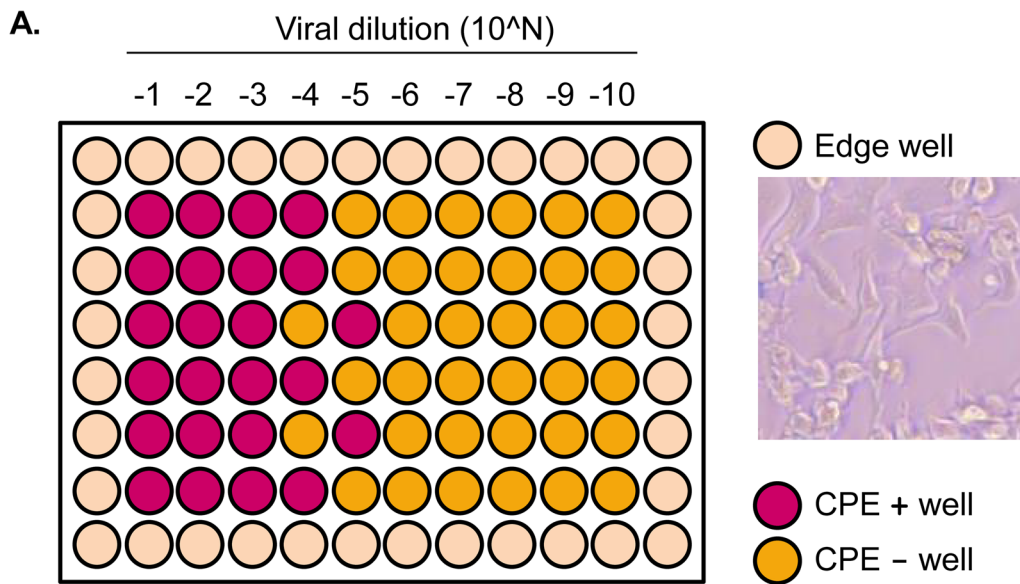 A.
Viral dilution (10^N)
-1 -2 -3 -4 -5 -6 -7 -8 -9 -10
Edge well
CPE + well
CPE − well